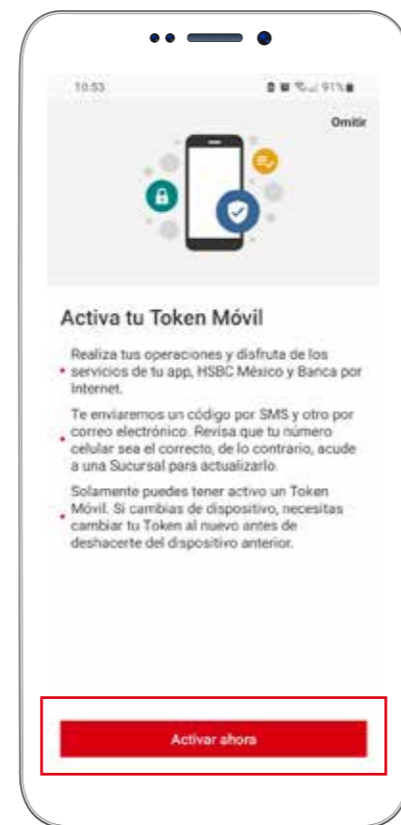 10:53
91%
Omitir
Activa tu Token Móvil
Realiza tus operaciones y disfruta de los
servicios de tu app, HSBC México y Banca por
Internet.
Te enviaremos un código por SMS y otro por
correo electrónico. Revisa que tu número
celular sea el correcto, de lo contrario, acude
a una Sucursal para actualizarlo.
Solamente puedes tener activo un Token
Móvil. Si cambias de dispositivo, necesitas
cambiar tu Token al nuevo antes de
deshacerte del dispositivo anterior.
Activar ahora